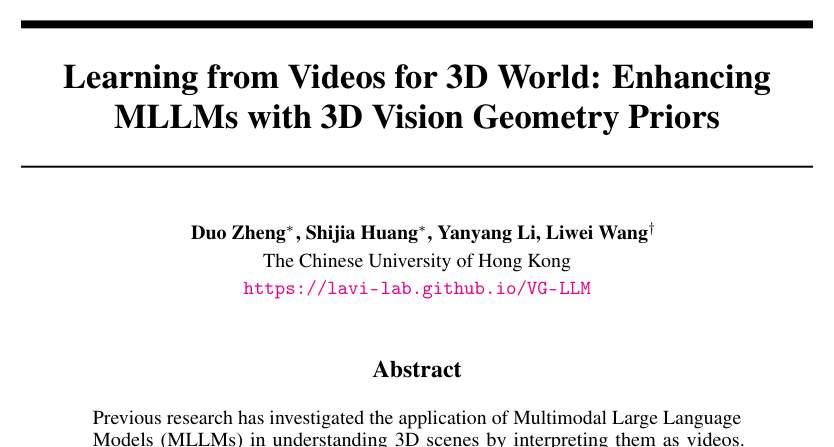 Learning from Videos for 3D World: Enhancing
MLLMs with 3D Vision Geometry Priors
Duo Zheng*, Shijia Huang*, Yanyang Li, Liwei Wang†
The Chinese University of Hong Kong
https://lavi-lab.github.io/VG-LLM
Abstract
Previous research has investigated the application of Multimodal Large Language
Models (MLLMs) in understanding 3D scenes by interpreting them as videos.